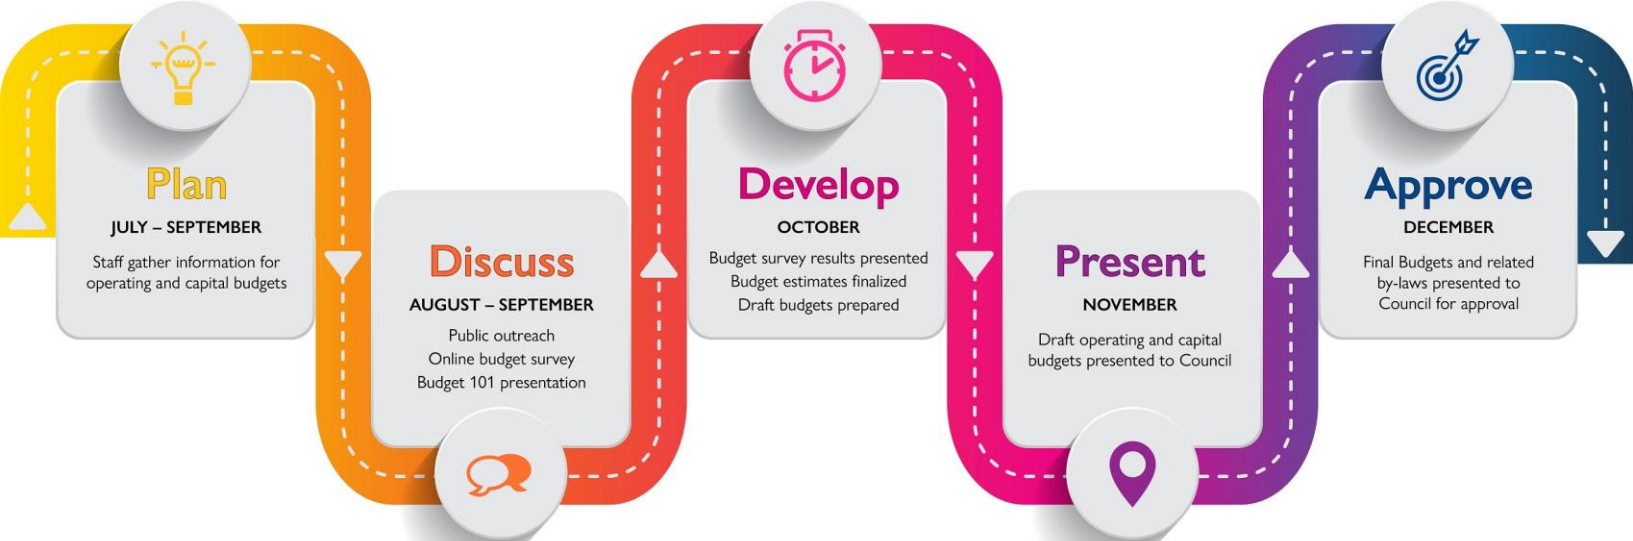 Plan
JULY – SEPTEMBER
Staff gather information for
operating and capital budgets
Discuss
AUGUST – SEPTEMBER
Public outreach
Online budget survey
Budget 101 presentation
Develop
OCTOBER
Budget survey results presented
Budget estimates finalized
Draft budgets prepared
Present
NOVEMBER
Draft operating and capital
budgets presented to Council
Approve
DECEMBER
Final Budgets and related
by-laws presented to
Council for approval